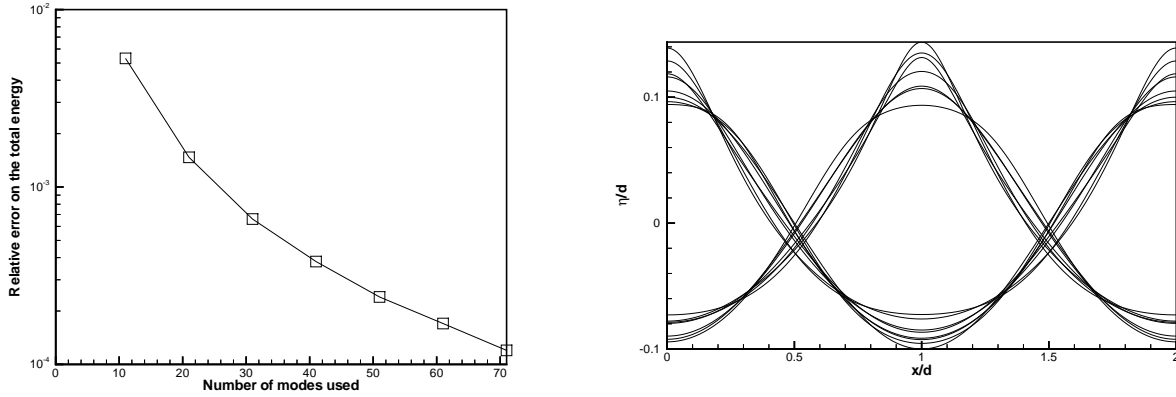 Relative error on the total energy
10-2
10-3
10-4
0 10 20 30 40 50 60 70
Number of modes used
η/d
0.1
0
-0.1
0 0.5 1 1.5 2
x/d